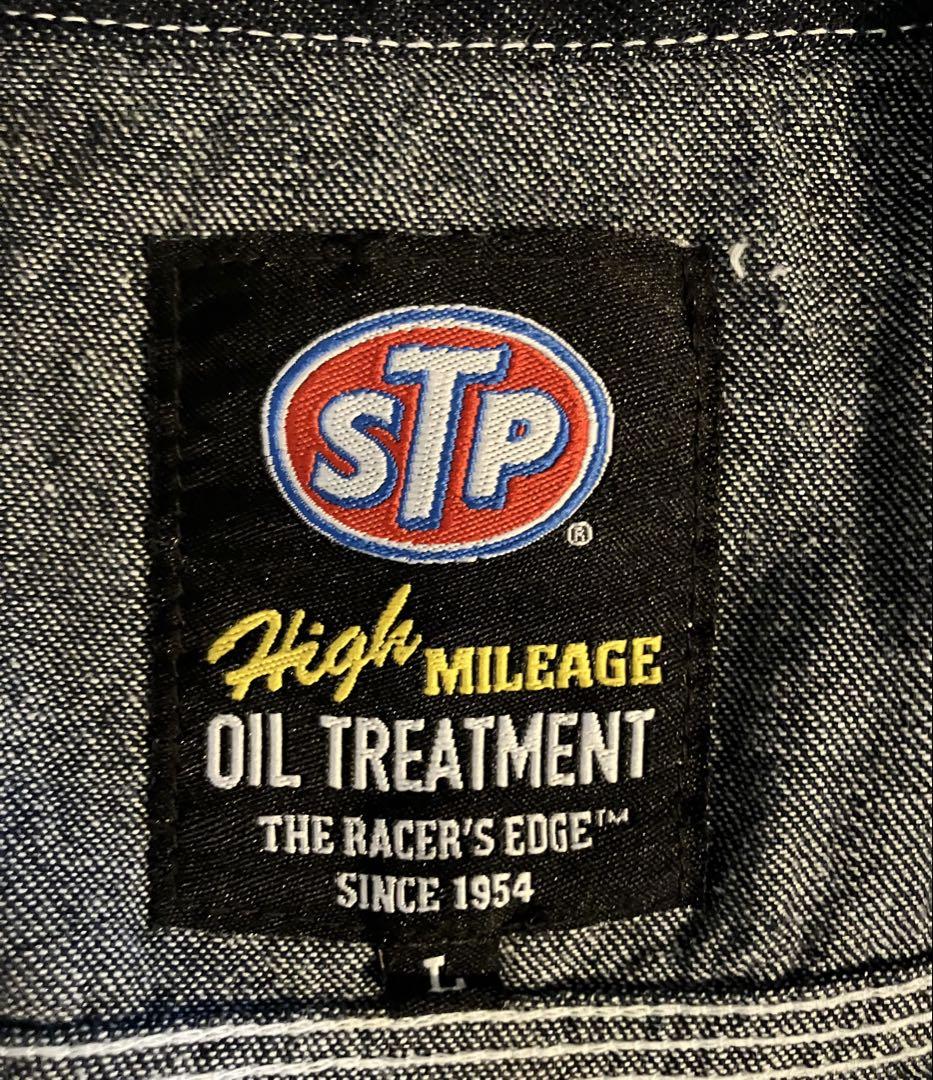 STP
®
High MILEAGE
OIL TREATMENT
THE RACER'S EDGE™
SINCE 1954
L